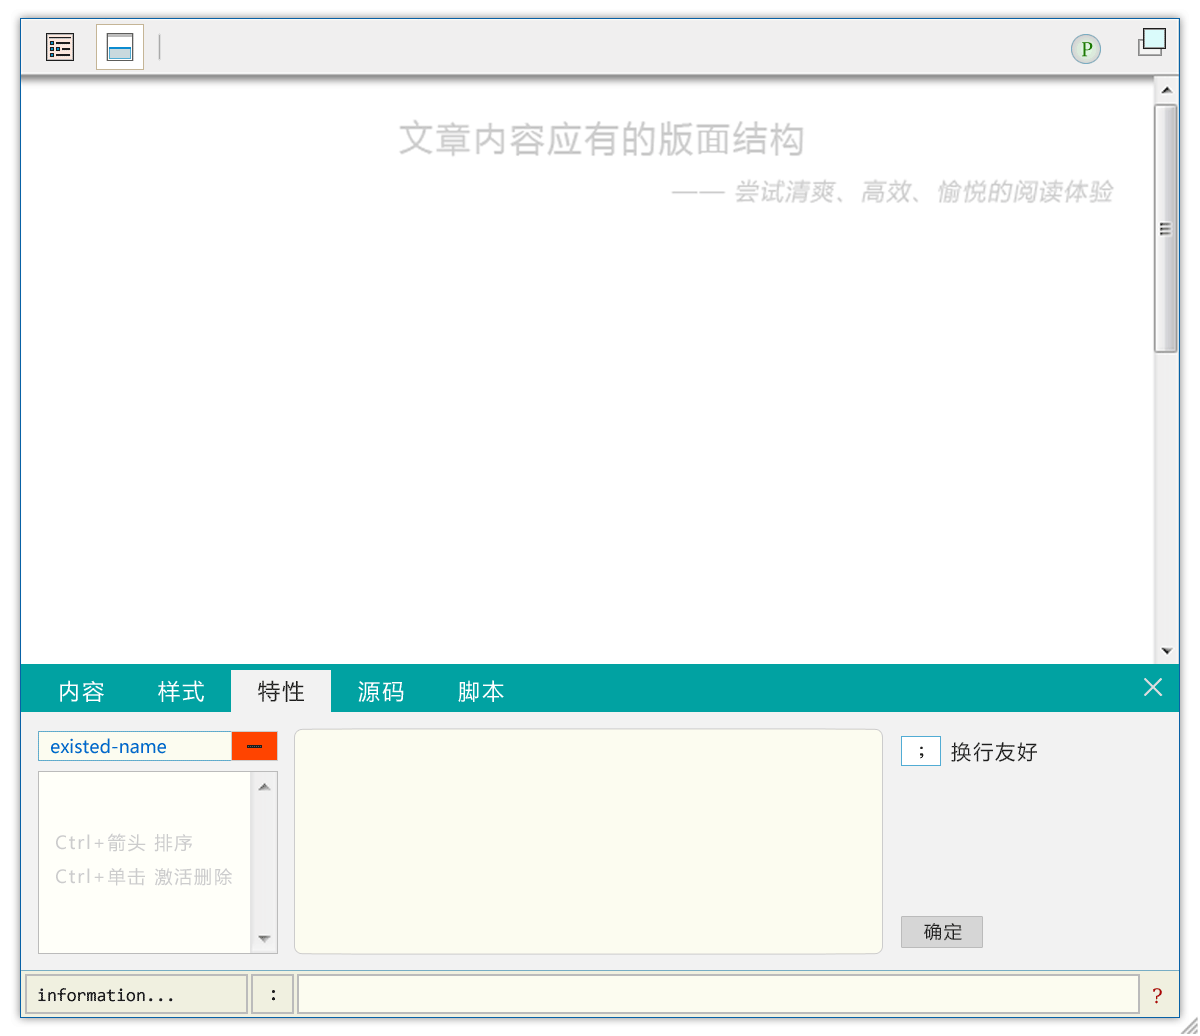 P
文章内容应有的版面结构
—— 尝试清爽、高效、愉悦的阅读体验
内容 样式 特性 源码 脚本
existed-name
; 换行友好
Ctrl+箭头 排序
Ctrl+单击 激活删除
确定
information... : ?